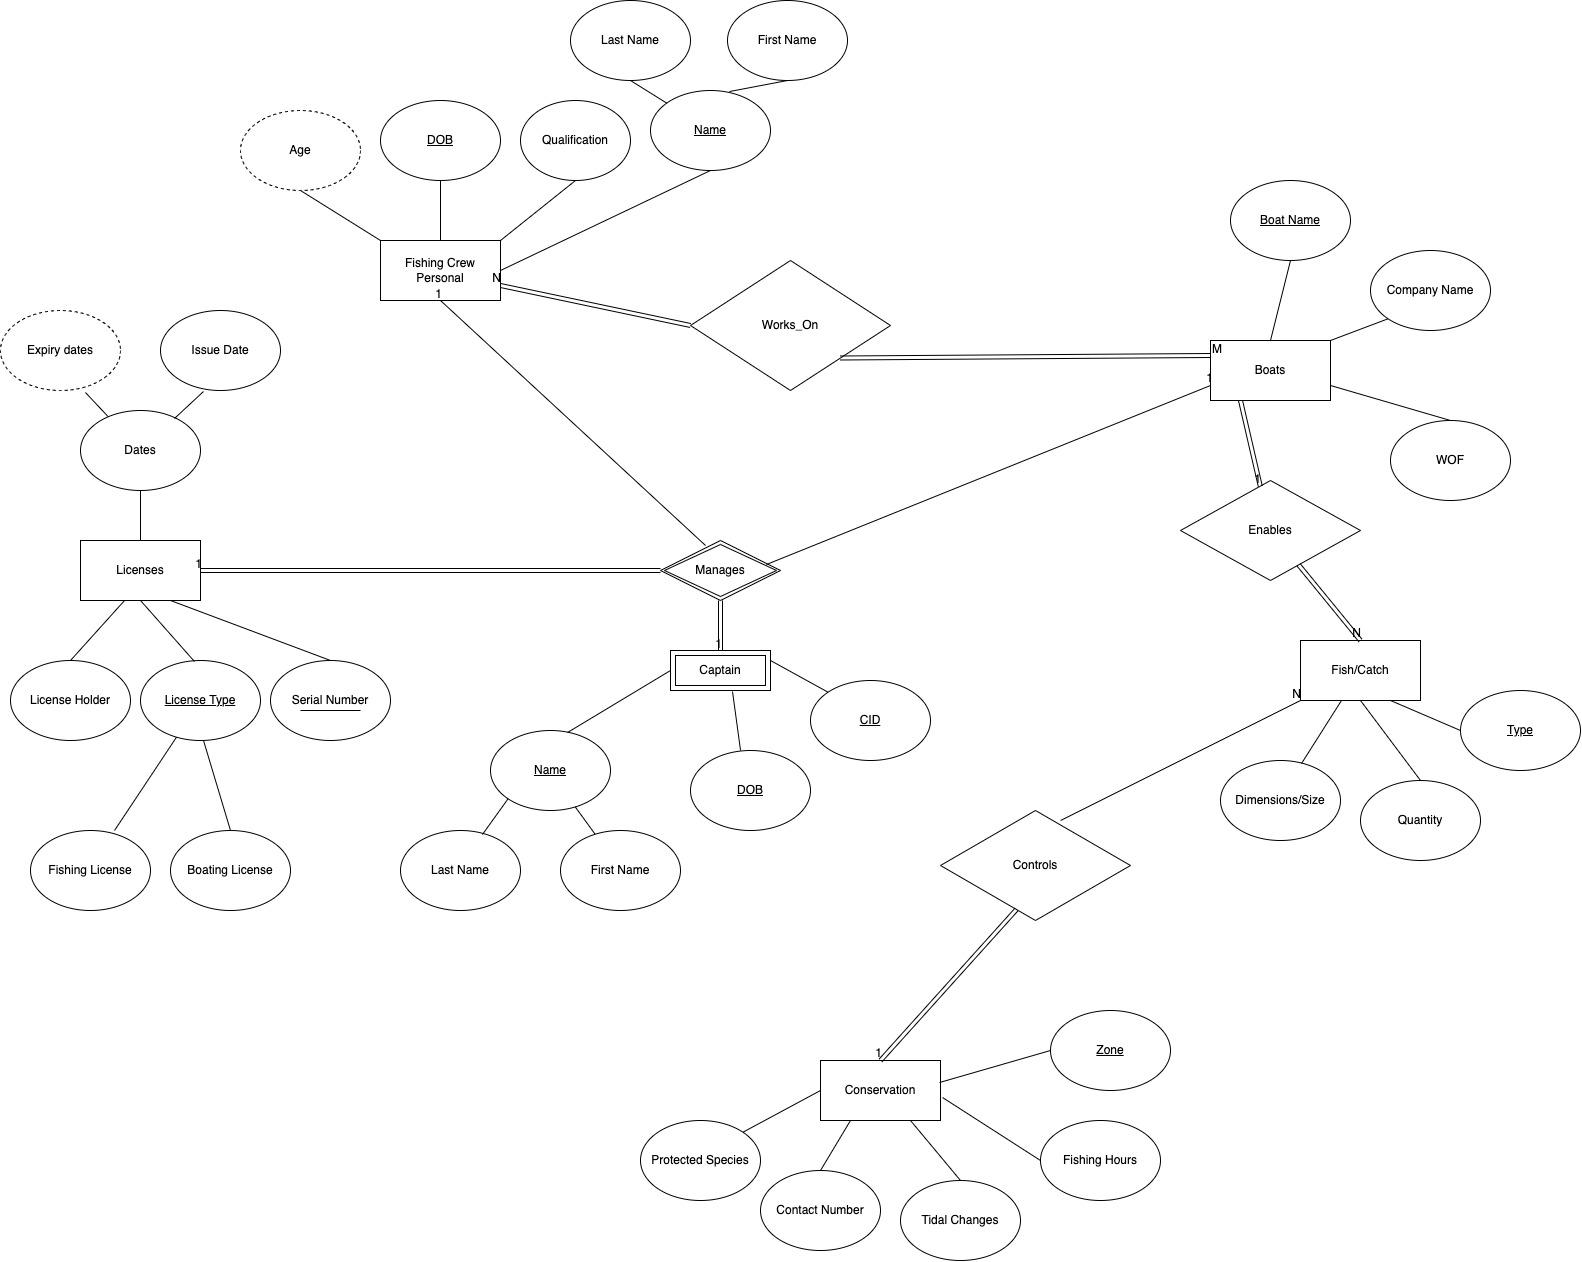 Last Name
First Name
Age
DOB
Qualification
Name
Boat Name
Fishing Crew
Personal
N
1
Company Name
Works_On
Expiry dates
Issue Date
M
Boats
1
Dates
WOF
1
Enables
Licenses
1
Manages
N
1
Captain
Fish/Catch
N
License Holder
License Type
Serial Number
CID
Type
Name
DOB
Dimensions/Size
Quantity
Fishing License
Boating License
Last Name
First Name
Controls
1
Zone
Conservation
Protected Species
Fishing Hours
Contact Number
Tidal Changes